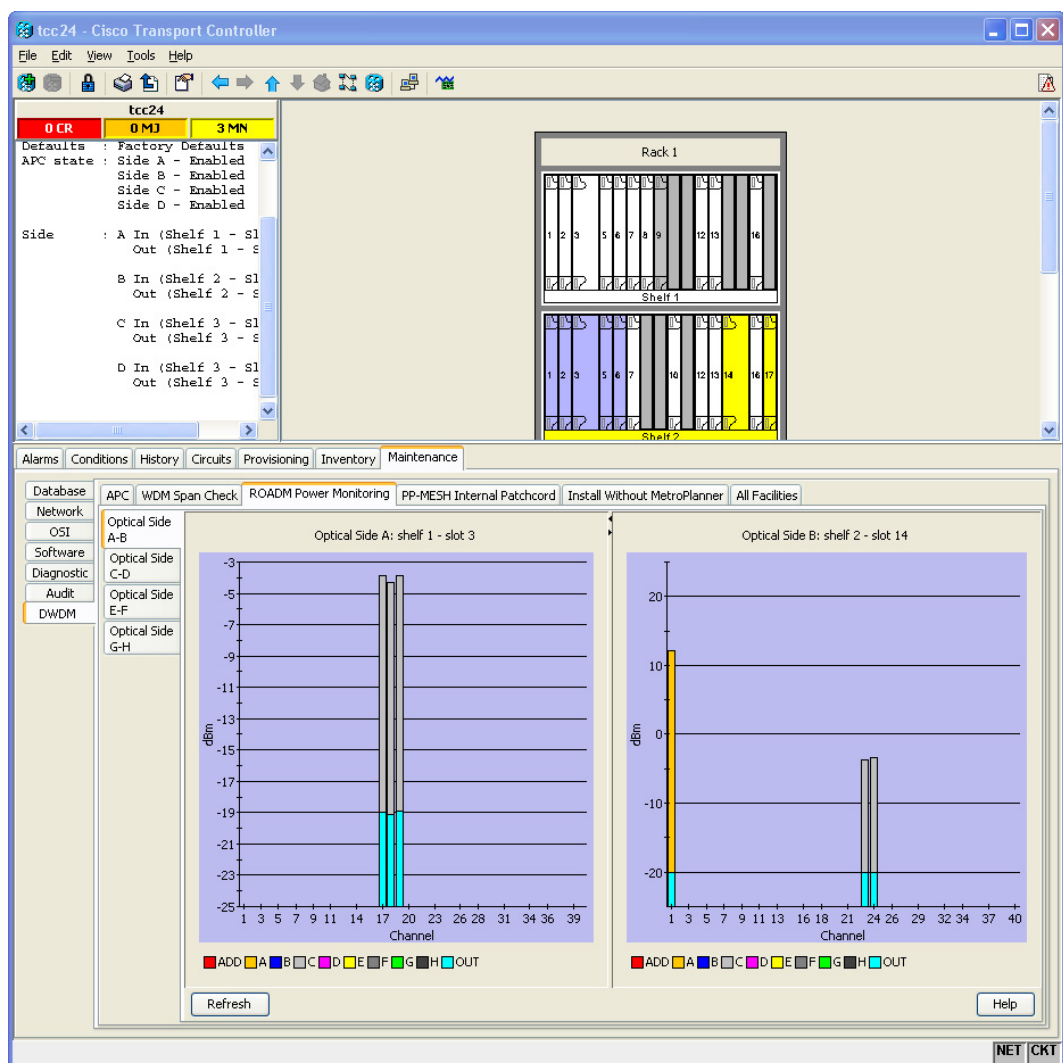 tcc24 - Cisco Transport Controller
File Edit View Tools Help
tcc24
0 CR 0 MJ 3 MN
Defaults : Factory Defaults
APC state : Side A - Enabled
Side B - Enabled
Side C - Enabled
Side D - Enabled
Side : A In (Shelf 1 - Sl
Out (Shelf 1 - S
B In (Shelf 2 - Sl
Out (Shelf 2 - S
C In (Shelf 3 - Sl
Out (Shelf 3 - S
D In (Shelf 3 - Sl
Out (Shelf 3 - S
Rack 1
1 2 3 5 6 7 8 9 12 13 16
Shelf 1
1 2 3 5 6 7 10 12 13 14 16 17
Shelf 2
Alarms Conditions History Circuits Provisioning Inventory Maintenance
Database
Network
OSI
Software
Diagnostic
Audit
DWDM
APC WDM Span Check ROADM Power Monitoring PP-MESH Internal Patchcord Install Without MetroPlanner All Facilities
Optical Side
A-B
Optical Side
C-D
Optical Side
E-F
Optical Side
G-H
Optical Side A: shelf 1 - slot 3
-3
-5
-7
-9
-11
-13
-15
-17
-19
-21
-23
-25
dBm
1 3 5 7 9 11 14 17 20 23 26 28 31 34 36 39
Channel
ADD A B C D E F G H OUT
Optical Side B: shelf 2 - slot 14
20
10
0
-10
-20
dBm
1 3 5 7 9 11 13 16 18 21 24 26 29 32 34 37 40
Channel
ADD A B C D E F G H OUT
Refresh
Help
NET CKT